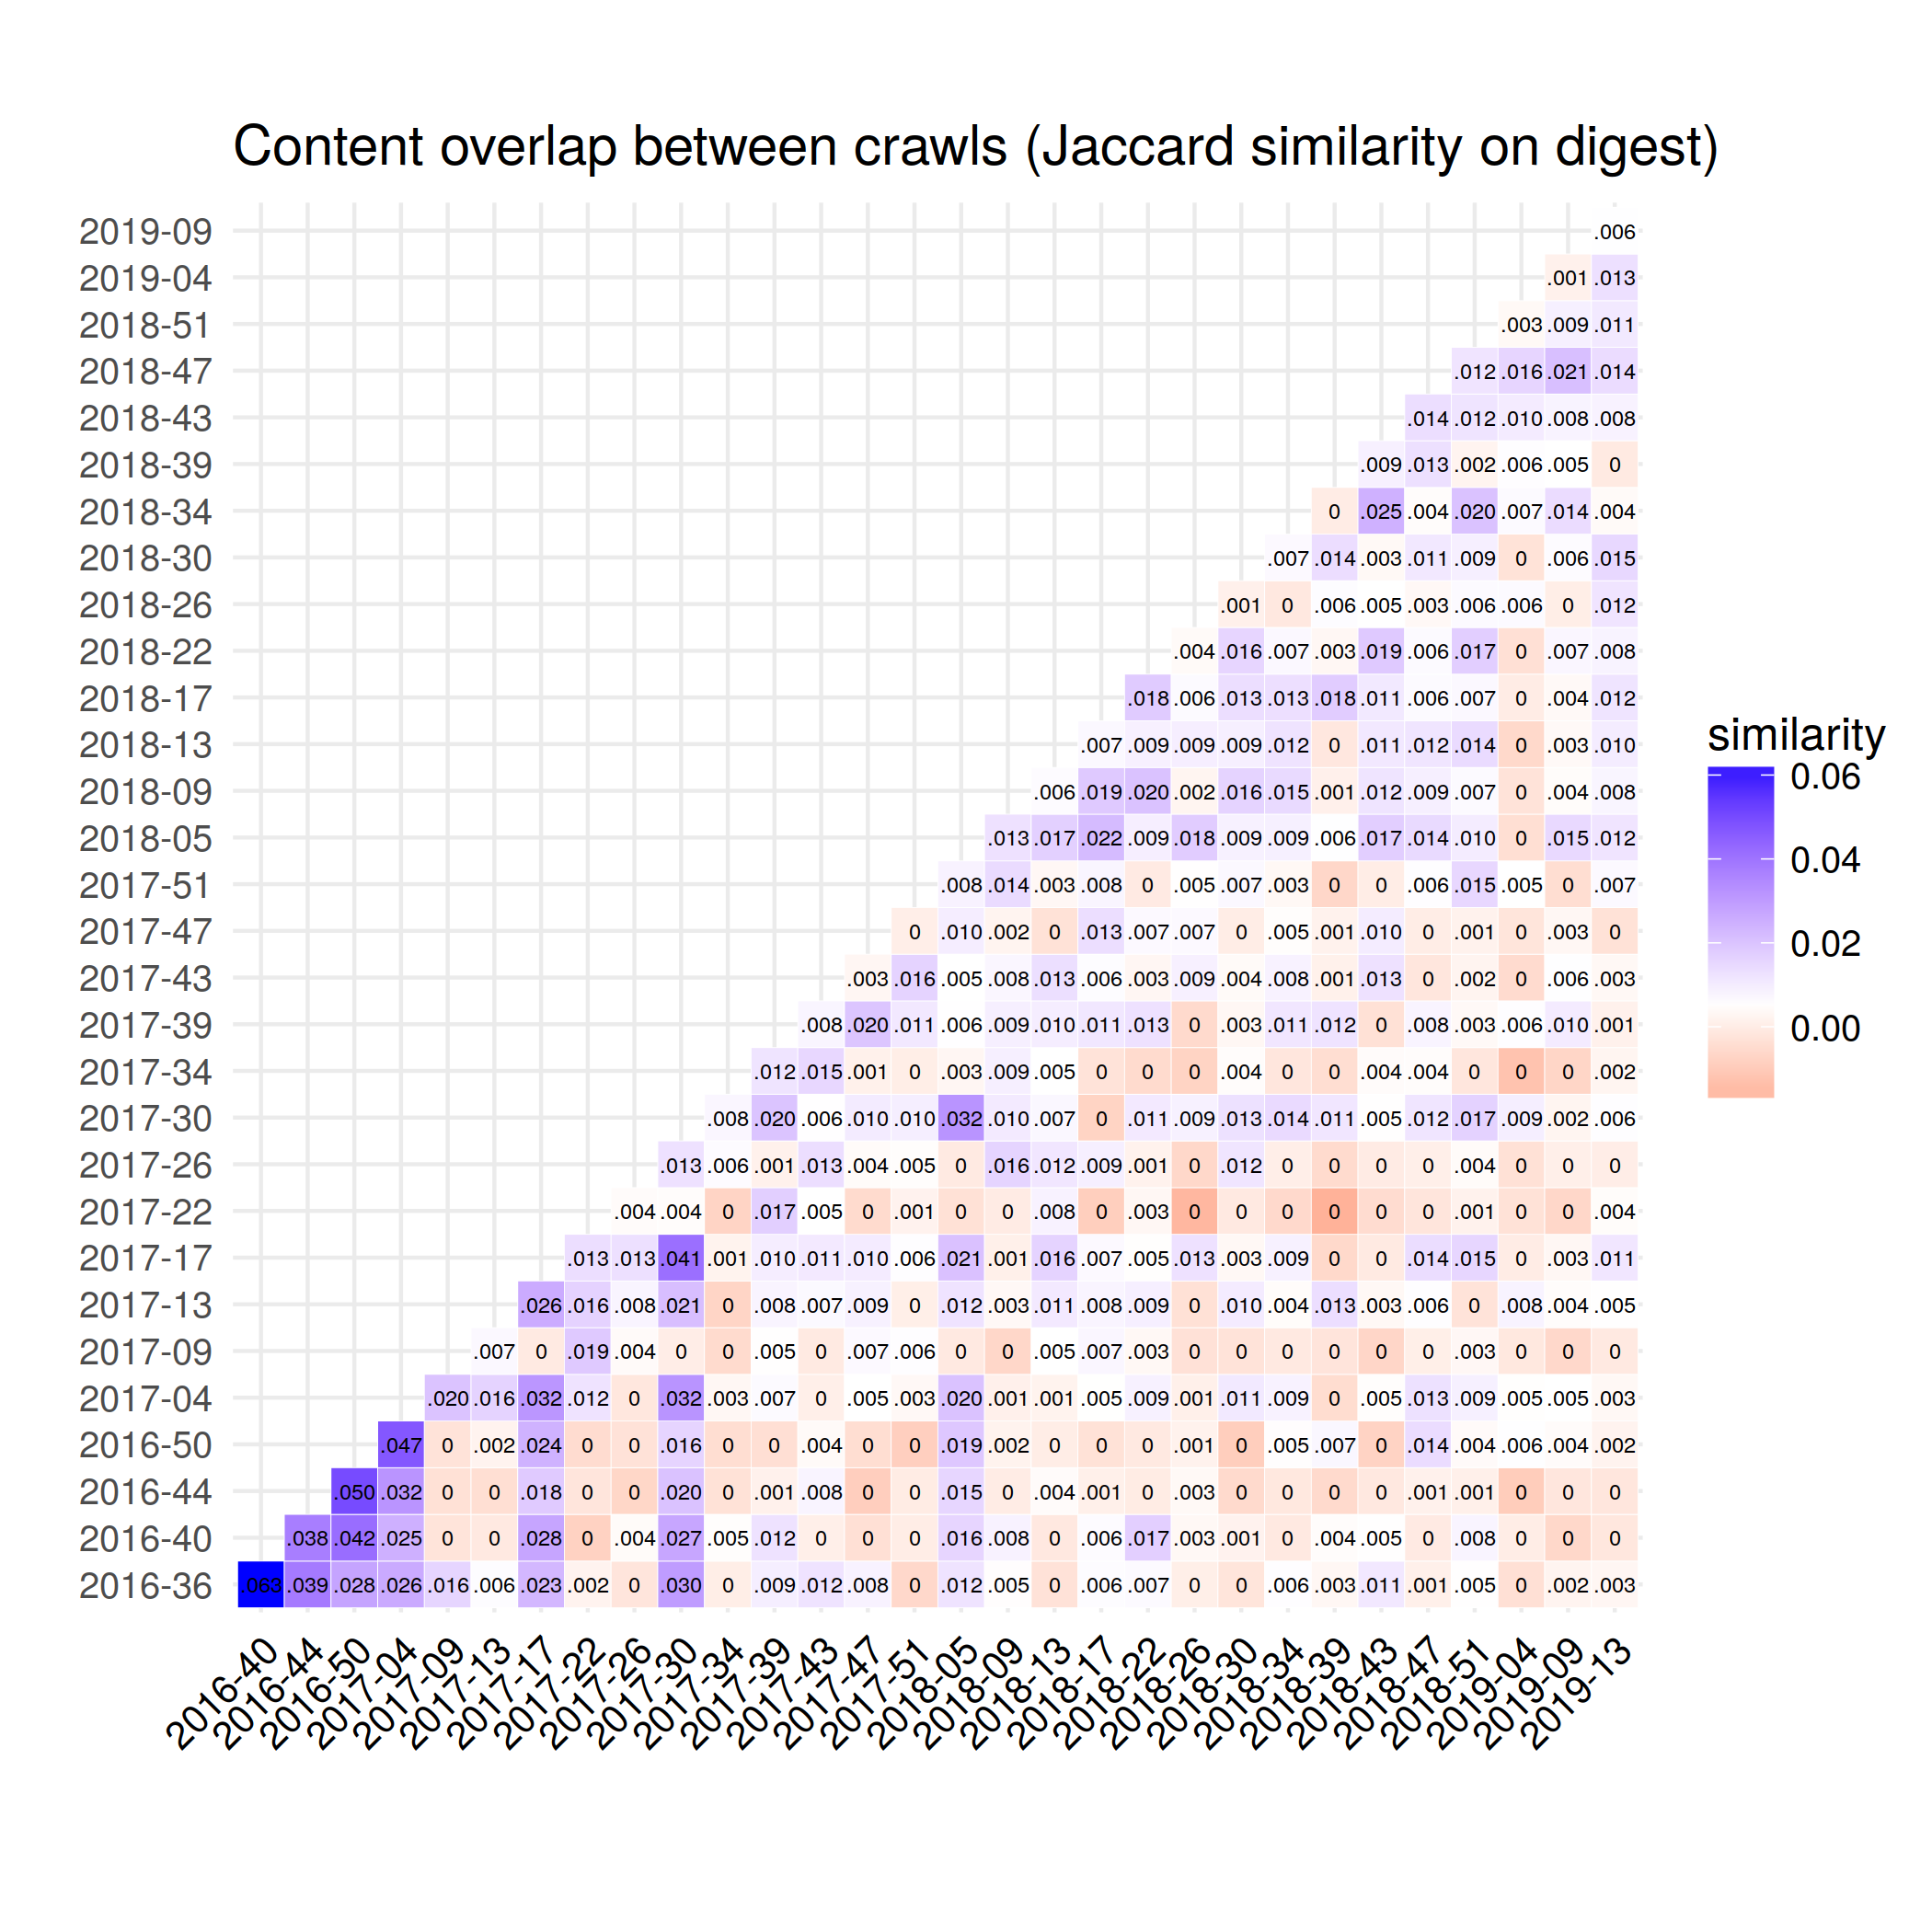 Content overlap between crawls (Jaccard similarity on digest)
2019-09 .006
2019-04 .001 .013
2018-51 .003 .009 .011
2018-47 .012 .016 .021 .014
2018-43 .014 .012 .010 .008 .008
2018-39 .009 .013 .002 .006 .005 0
2018-34 0 .025 .004 .020 .007 .014 .004
2018-30 .007 .014 .003 .011 .009 0 .006 .015
2018-26 .001 0 .006 .005 .003 .006 .006 0 .012
2018-22 .004 .016 .007 .003 .019 .006 .017 0 .007 .008
2018-17 .018 .006 .013 .013 .018 .011 .006 .007 0 .004 .012
2018-13 .007 .009 .009 .009 .012 0 .011 .012 .014 0 .003 .010
2018-09 .006 .019 .020 .002 .016 .015 .001 .012 .009 .007 0 .004 .008
2018-05 .013 .017 .022 .009 .018 .009 .009 .006 .017 .014 .010 0 .015 .012
2017-51 .008 .014 .003 .008 0 .005 .007 .003 0 0 .006 .015 .005 0 .007
2017-47 0 .010 .002 0 .013 .007 .007 0 .005 .001 .010 0 .001 0 .003 0
2017-43 .003 .016 .005 .008 .013 .006 .003 .009 .004 .008 .001 .013 0 .002 0 .006 .003
2017-39 .008 .020 .011 .006 .009 .010 .011 .013 0 .003 .011 .012 0 .008 .003 .006 .010 .001
2017-34 .012 .015 .001 0 .003 .009 .005 0 0 0 .004 0 0 .004 .004 0 0 0 .002
2017-30 .008 .020 .006 .010 .010 .032 .010 .007 0 .011 .009 .013 .014 .011 .005 .012 .017 .009 .002 .006
2017-26 .013 .006 .001 .013 .004 .005 0 .016 .012 .009 .001 0 .012 0 0 0 0 .004 0 0 0
2017-22 .004 .004 0 .017 .005 0 .001 0 0 .008 0 .003 0 0 0 0 0 0 .001 0 0 .004
2017-17 .013 .013 .041 .001 .010 .011 .010 .006 .021 .001 .016 .007 .005 .013 .003 .009 0 0 .014 .015 0 .003 .011
2017-13 .026 .016 .008 .021 0 .008 .007 .009 0 .012 .003 .011 .008 .009 0 .010 .004 .013 .003 .006 0 .008 .004 .005
2017-09 .007 0 .019 .004 0 0 .005 0 .007 .006 0 0 .005 .007 .003 0 0 0 0 0 0 .003 0 0 0
2017-04 .020 .016 .032 .012 0 .032 .003 .007 0 .005 .003 .020 .001 .001 .005 .009 .001 .011 .009 0 .005 .013 .009 .005 .005 .003
2016-50 .047 0 .002 .024 0 0 .016 0 0 .004 0 0 .019 .002 0 0 0 .001 0 .005 .007 0 .014 .004 .006 .004 .002
2016-44 .050 .032 0 0 .018 0 0 .020 0 .001 .008 0 0 .015 0 .004 .001 0 .003 0 0 0 0 .001 .001 0 0 0
2016-40 .038 .042 .025 0 0 .028 0 .004 .027 .005 .012 0 0 0 .016 .008 0 .006 .017 .003 .001 0 .004 .005 0 .008 0 0 0
2016-36 .063 .039 .028 .026 .016 .006 .023 .002 0 .030 0 .009 .012 .008 0 .012 .005 0 .006 .007 0 0 .006 .003 .011 .001 .005 0 .002 .003
2016-40 2016-44 2016-50 2017-04 2017-09 2017-13 2017-17 2017-22 2017-26 2017-30 2017-34 2017-39 2017-43 2017-47 2017-51 2018-05 2018-09 2018-13 2018-17 2018-22 2018-26 2018-30 2018-34 2018-39 2018-43 2018-47 2018-51 2019-04 2019-09 2019-13
similarity
0.06
0.04
0.02
0.00